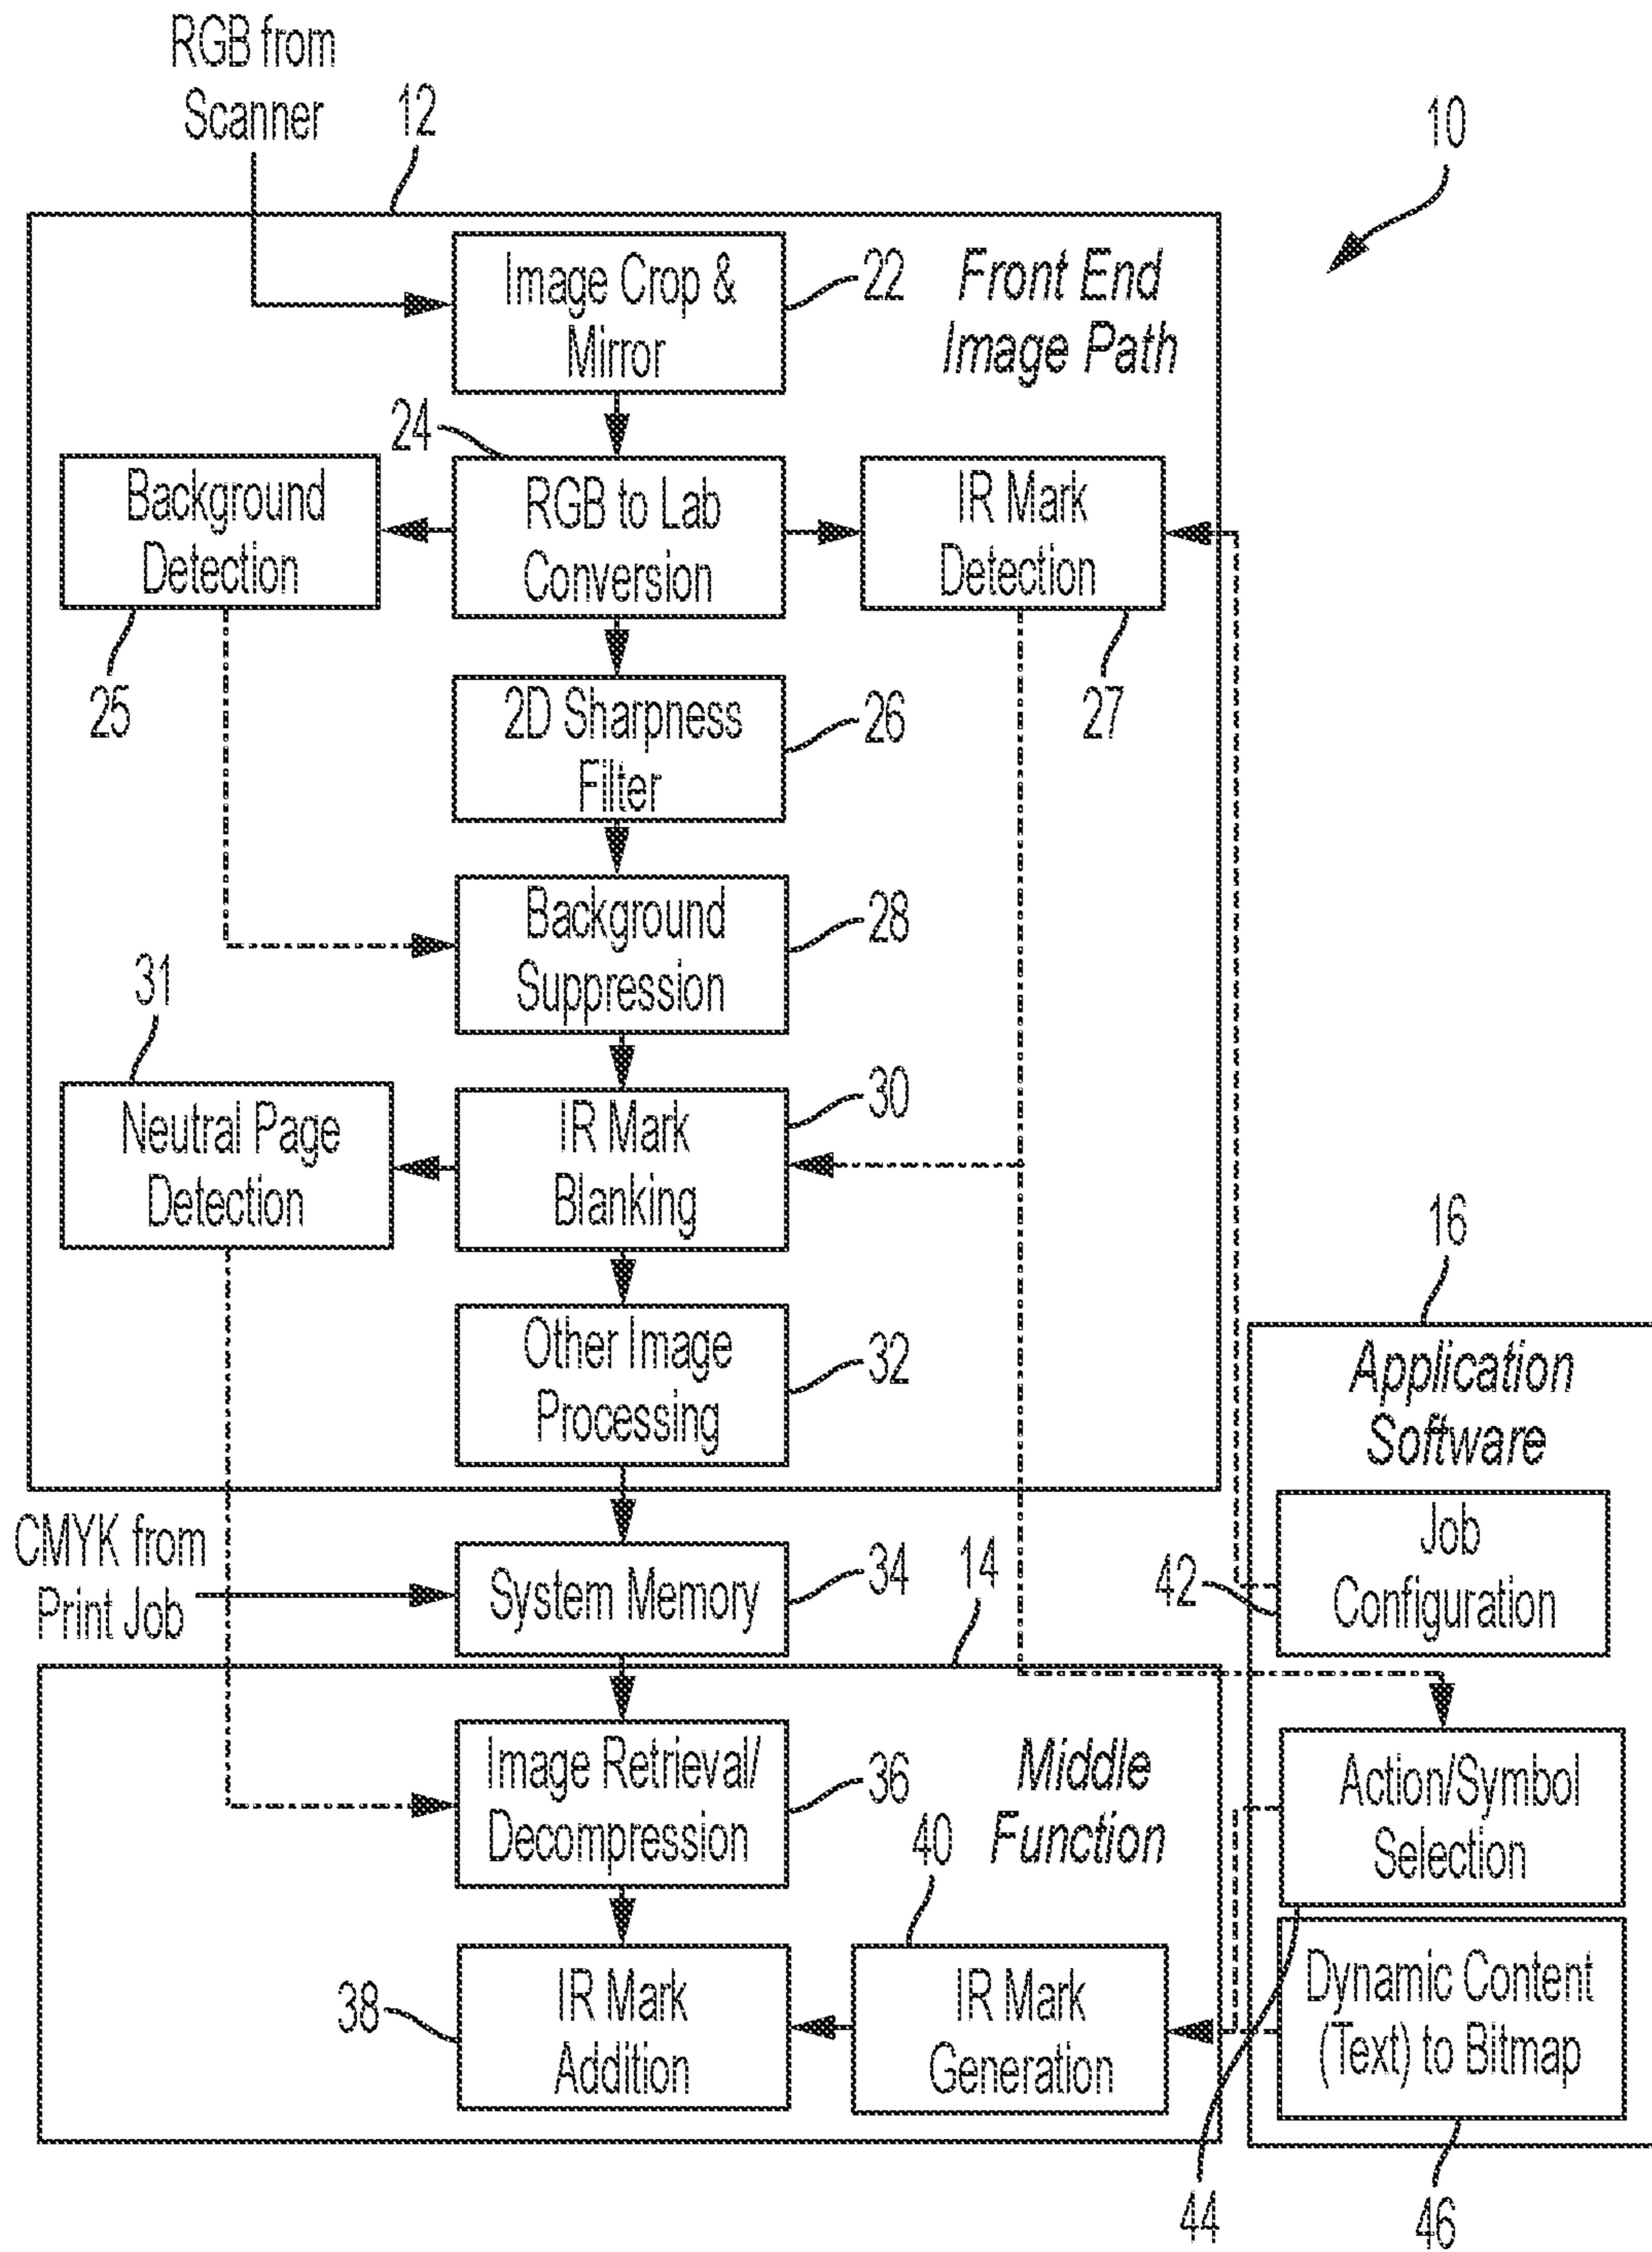 RGB from
Scanner
12
10
Image Crop &
Mirror
22
Front End
Image Path
24
Background
Detection
RGB to Lab
Conversion
IR Mark
Detection
25
27
2D Sharpness
Filter
26
Background
Suppression
28
31
Neutral Page
Detection
IR Mark
Blanking
30
16
Other Image
Processing
32
Application
Software
CMYK from
Print Job
System Memory
34
14
42
Job
Configuration
Image Retrieval/
Decompression
36
Middle
Function
40
Action/Symbol
Selection
38
IR Mark
Addition
IR Mark
Generation
Dynamic Content
(Text) to Bitmap
44
46